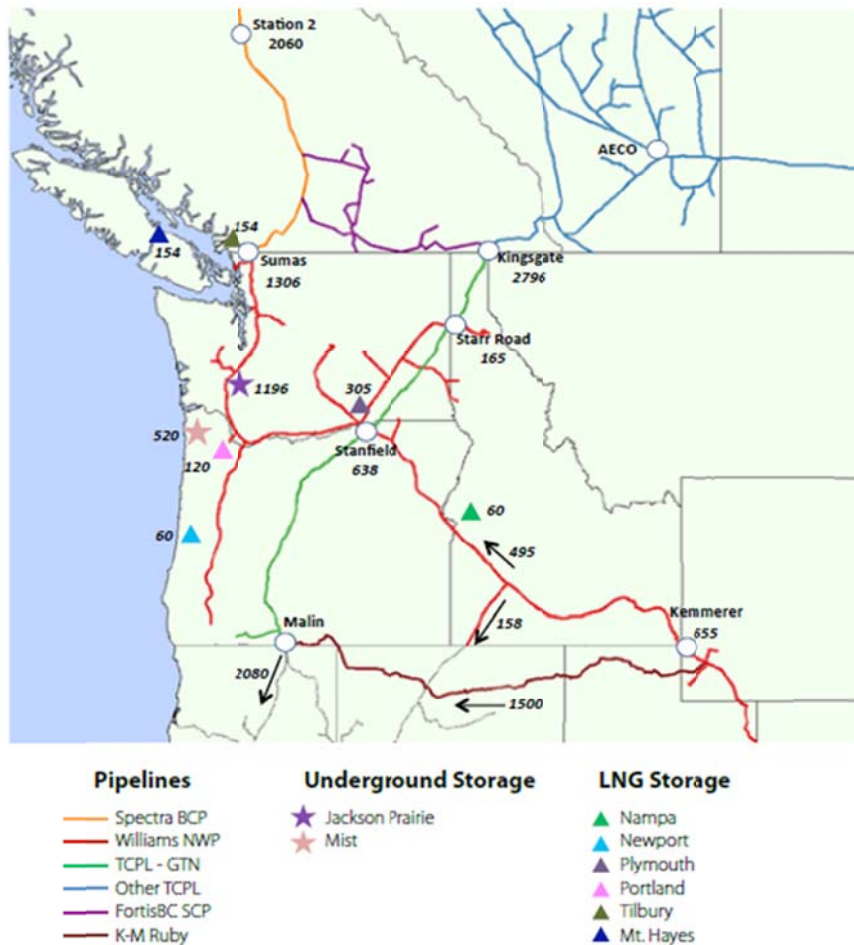 Station 2
2060
AECO
154
154
Sumas
1306
Kingsgate
2796
Starr Road
165
1196
305
520
120
Stanfield
638
60
60
495
158
Kemmerer
655
Malin
2080
1500
Pipelines
Spectra BCP
Williams NWP
TCPL - GTN
Other TCPL
FortisBC SCP
K-M Ruby
Underground Storage
Jackson Prairie
Mist
LNG Storage
Nampa
Newport
Plymouth
Portland
Tilbury
Mt. Hayes